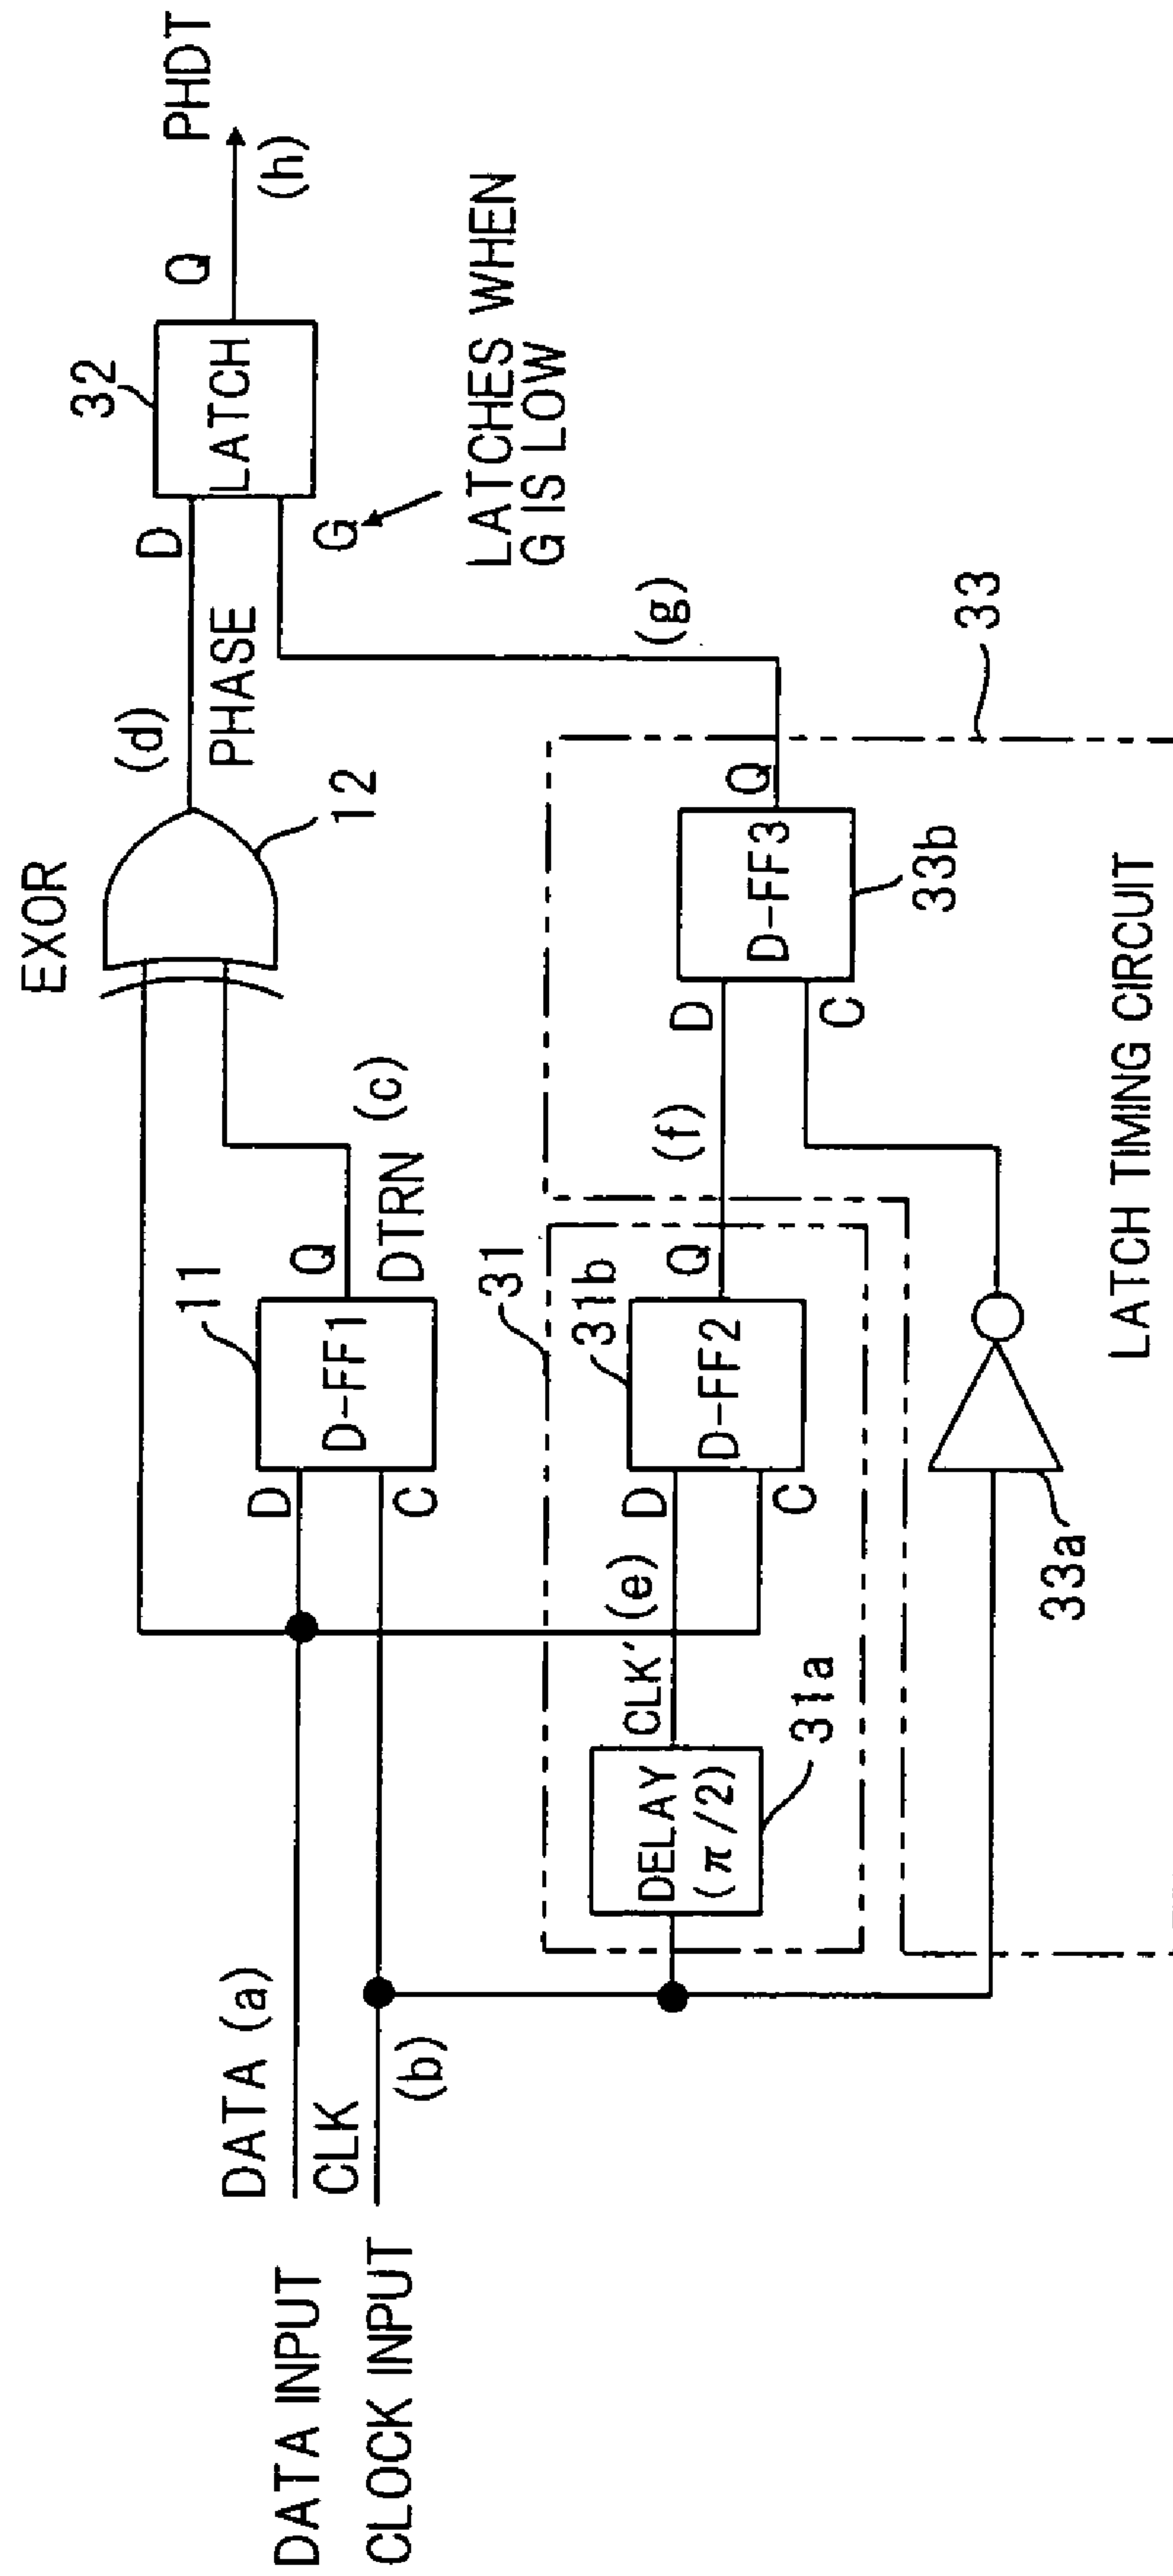 DATA INPUT
CLOCK INPUT
DATA (a)
CLK
(b)
11
D
C
D-FF1
Q
DTRN (c)
EXOR
12
(d)
PHASE
D
G
32
LATCH
Q
PHDT
(h)
LATCHES WHEN
G IS LOW
31
DELAY
(π/2)
31a
CLK' (e)
D
C
31b
D-FF2
Q
(f)
33a
D
C
D-FF3
33b
Q
(g)
33
LATCH TIMING CIRCUIT